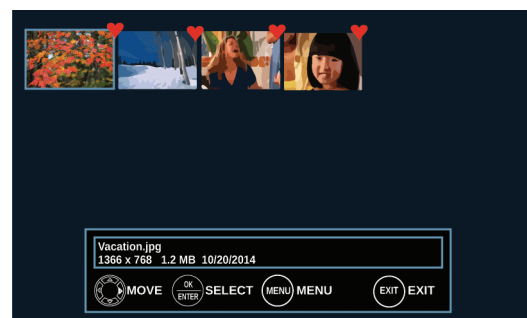 Vacation.jpg
1366 x 768 1.2 MB 10/20/2014
MOVE OK ENTER SELECT MENU MENU EXIT EXIT